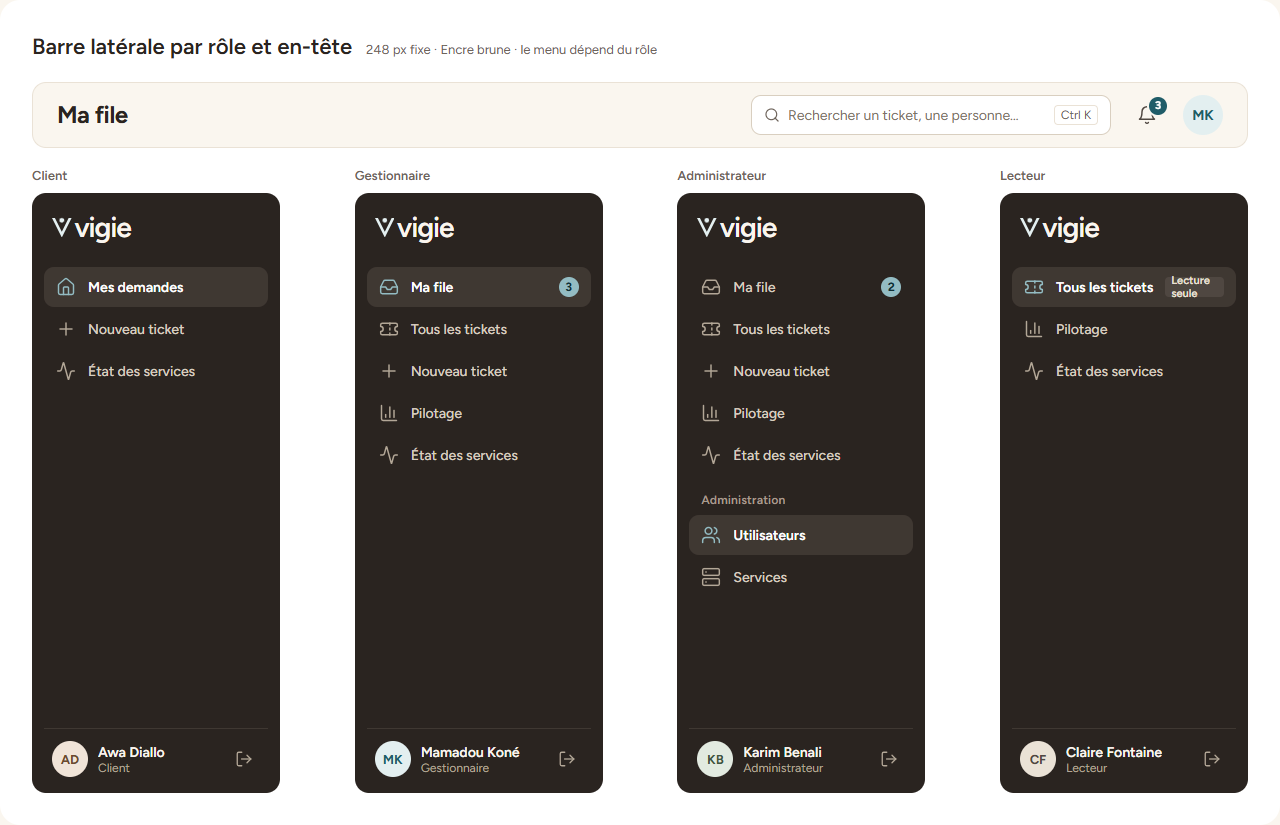 Barre latérale par rôle et en-tête 248 px fixe · Encre brune · le menu dépend du rôle
Ma file
Rechercher un ticket, une personne... Ctrl K
3
MK
Client
vigie
Mes demandes
Nouveau ticket
État des services
AD
Awa Diallo
Client
Gestionnaire
vigie
Ma file 3
Tous les tickets
Nouveau ticket
Pilotage
État des services
MK
Mamadou Koné
Gestionnaire
Administrateur
vigie
Ma file 2
Tous les tickets
Nouveau ticket
Pilotage
État des services
Administration
Utilisateurs
Services
KB
Karim Benali
Administrateur
Lecteur
vigie
Tous les tickets
Lecture
seule
Pilotage
État des services
CF
Claire Fontaine
Lecteur